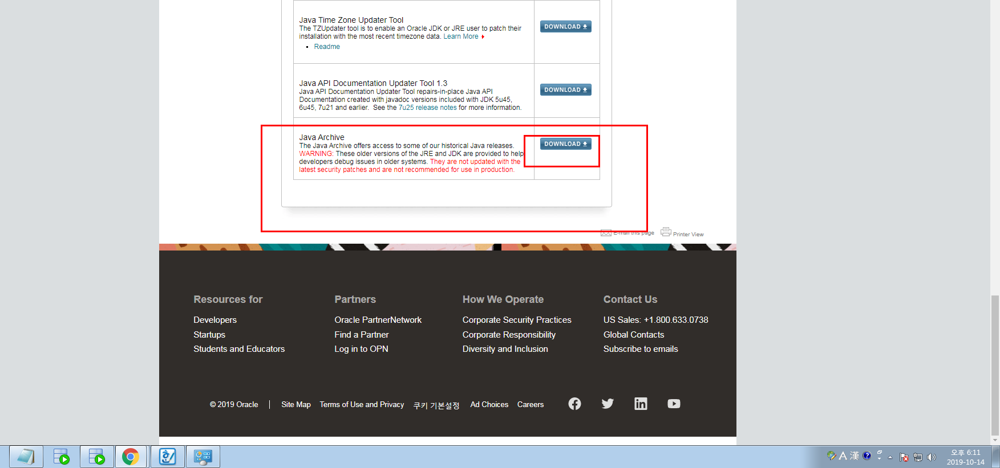 Java Time Zone Updater Tool
The TZUpdater tool is to enable an Oracle JDK or JRE user to patch their
installation with the most recent timezone data. Learn More
Readme
DOWNLOAD
Java API Documentation Updater Tool 1.3
Java API Documentation Updater Tool repairs-in-place Java API
Documentation created with javadoc versions included with JDK 5u45,
6u45, 7u21 and earlier.  See the 7u25 release notes for more information.
DOWNLOAD
Java Archive
The Java Archive offers access to some of our historical Java releases.
WARNING: These older versions of the JRE and JDK are provided to help
developers debug issues in older systems. They are not updated with the
latest security patches and are not recommended for use in production.
DOWNLOAD
E-mail this page
Printer View
Resources for
Developers
Startups
Students and Educators
Partners
Oracle PartnerNetwork
Find a Partner
Log in to OPN
How We Operate
Corporate Security Practices
Corporate Responsibility
Diversity and Inclusion
Contact Us
US Sales: +1.800.633.0738
Global Contacts
Subscribe to emails
© 2019 Oracle | Site Map Terms of Use and Privacy 쿠키 기본설정 Ad Choices Careers
A 漢 ?
오후 6:11
2019-10-14